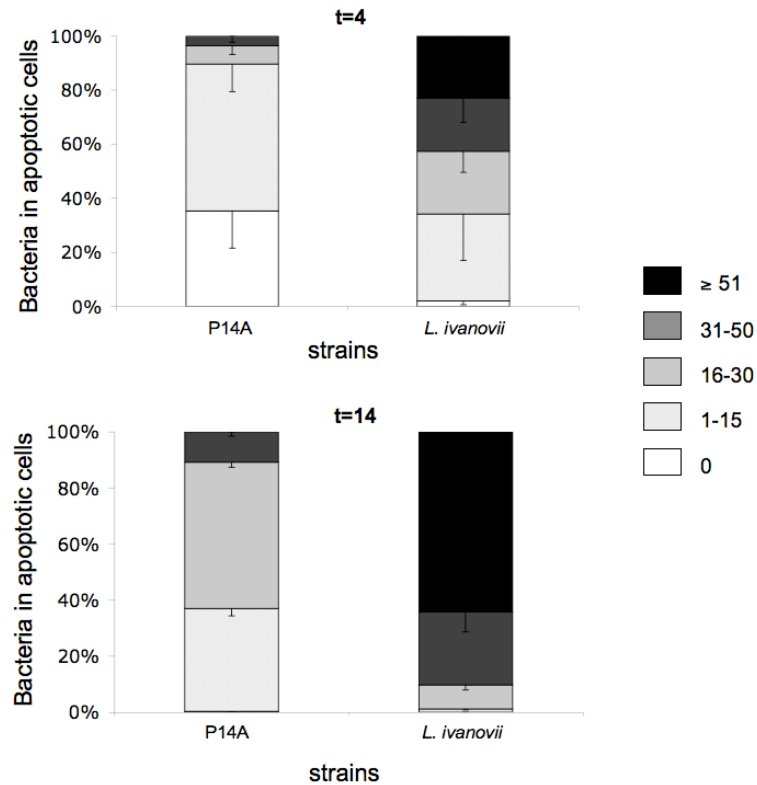 t=4
Bacteria in apoptotic cells
100%
80%
60%
40%
20%
0%
P14A
L. ivanovii
strains
≥ 51
31-50
16-30
1-15
0
t=14
Bacteria in apoptotic cells
100%
80%
60%
40%
20%
0%
P14A
L. ivanovii
strains